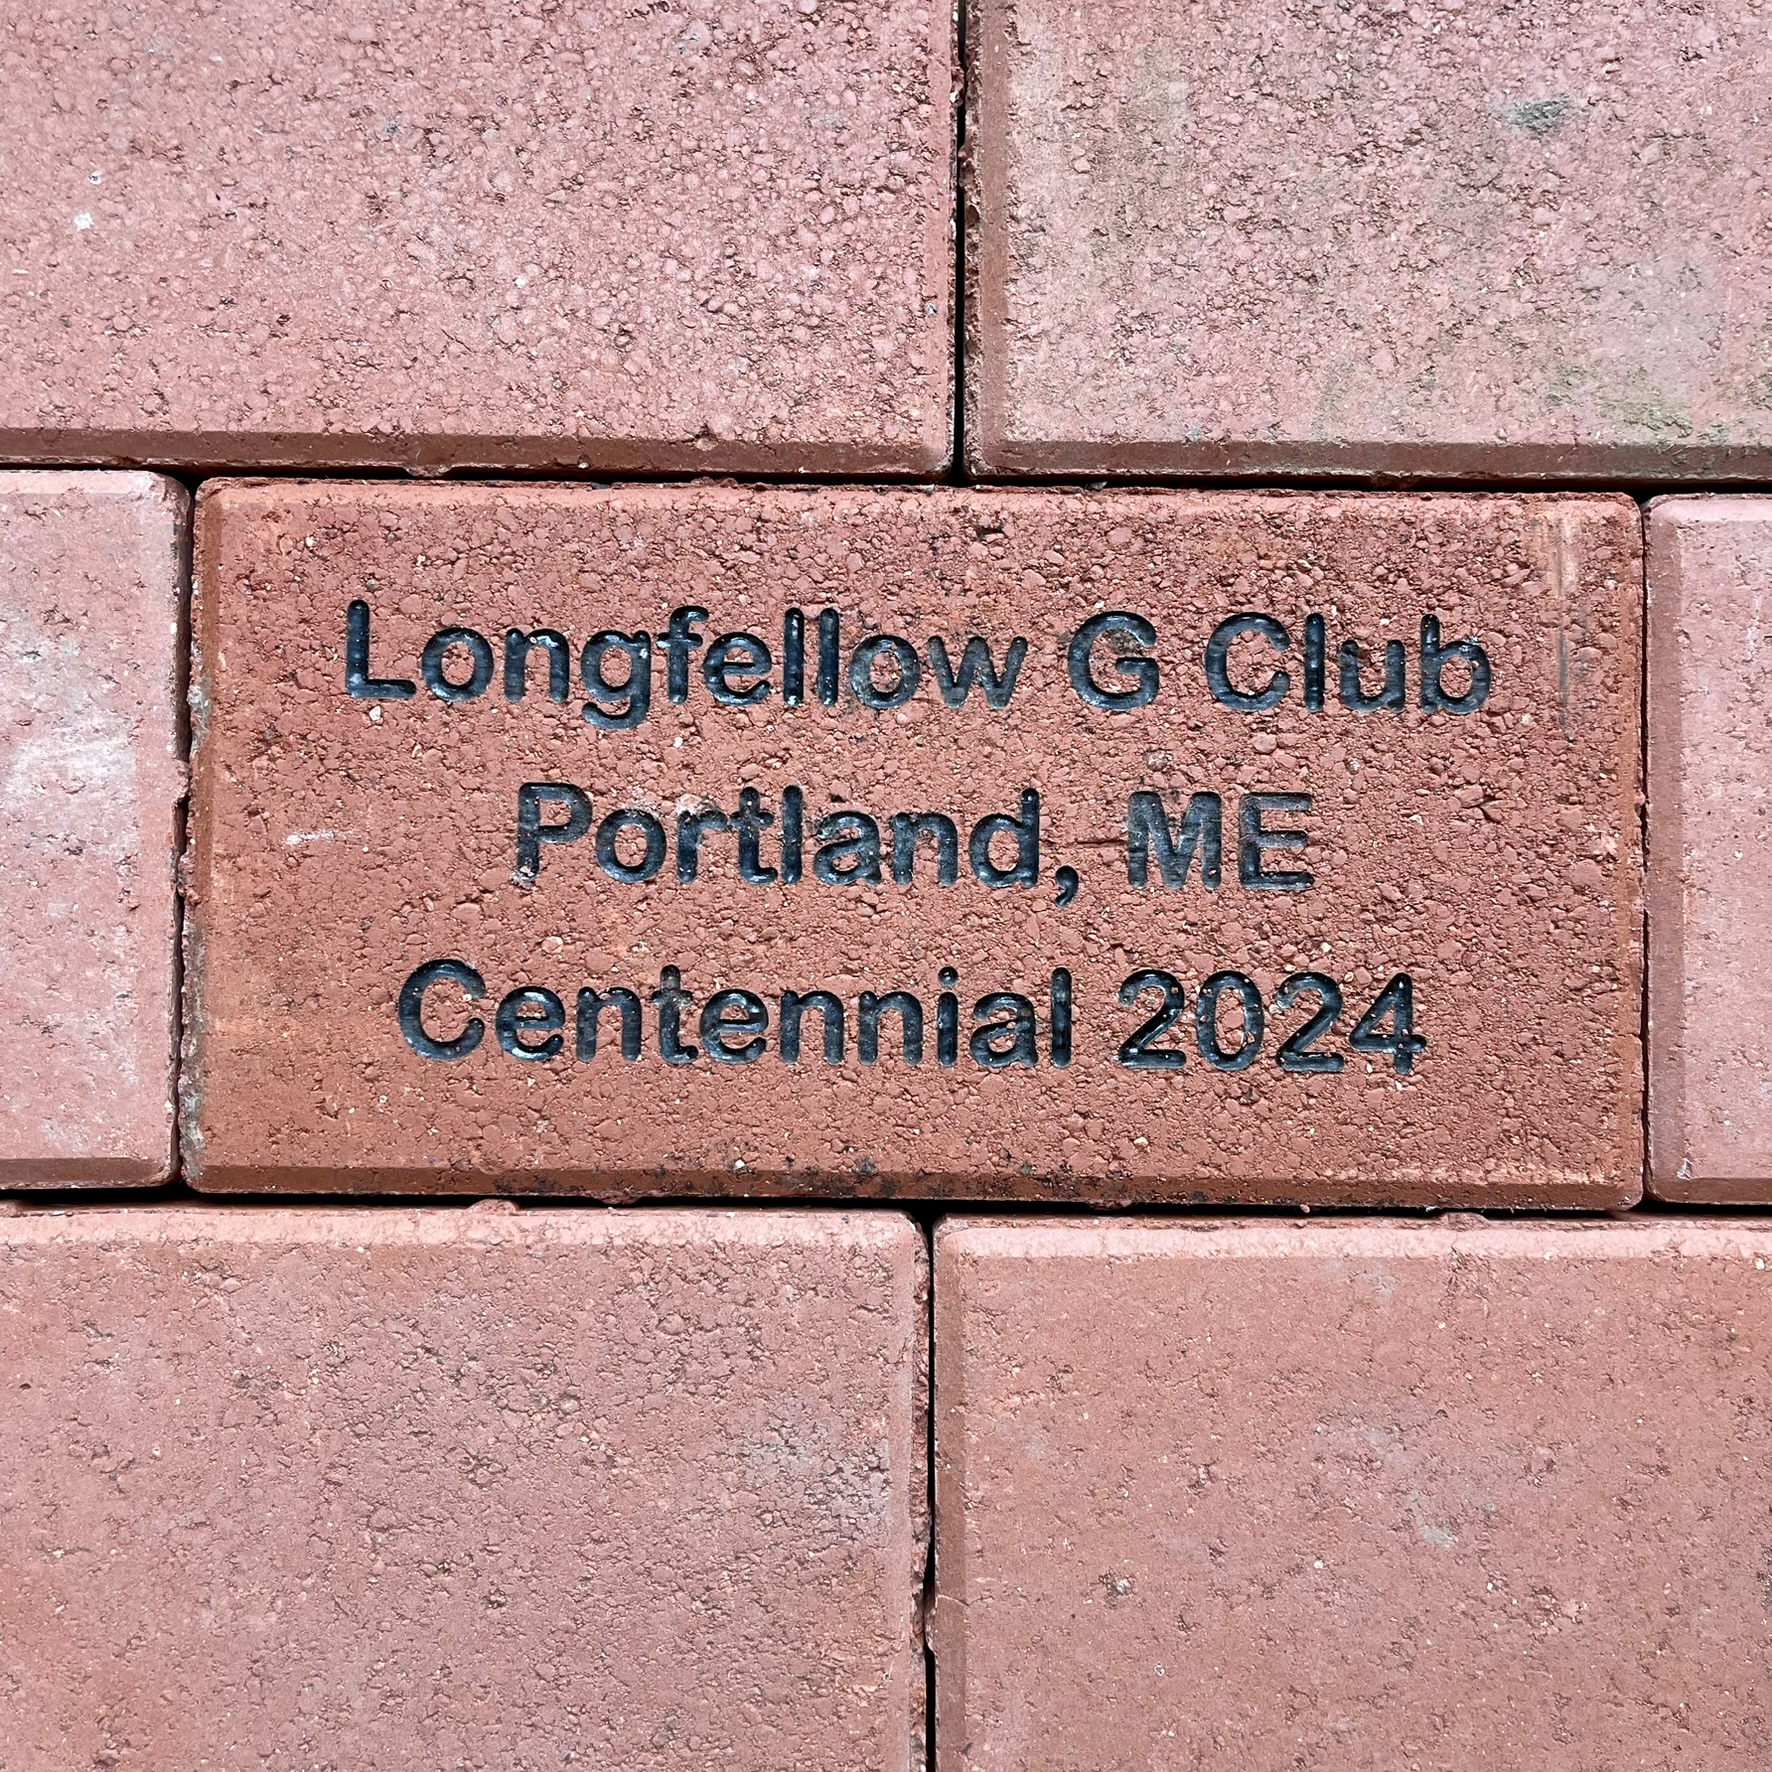 Longfellow G Club
Portland, ME
Centennial 2024